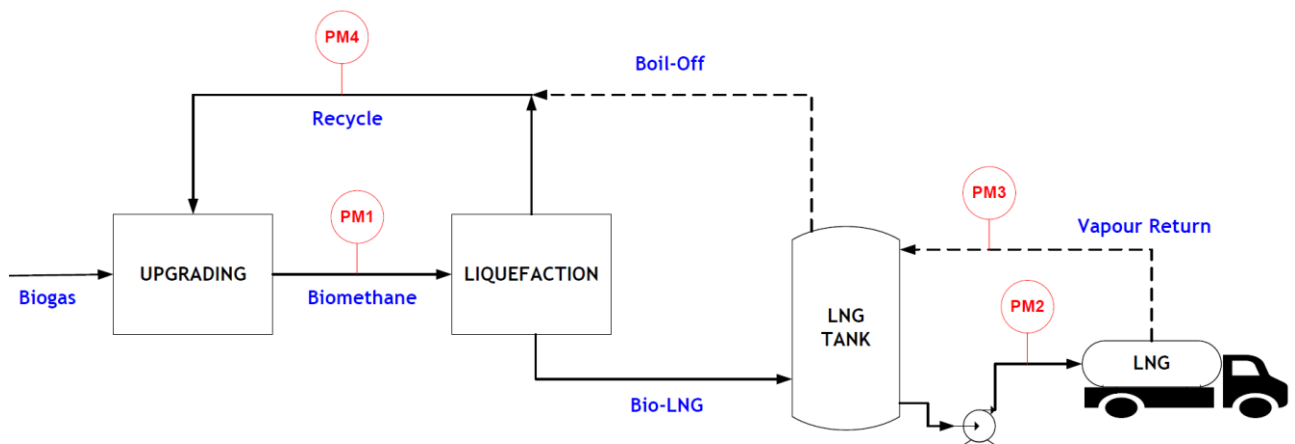 PM4
Boil-Off
Recycle
PM3
PM1
Vapour Return
UPGRADING
LIQUEFACTION
Biogas
Biomethane
PM2
LNG
TANK
LNG
Bio-LNG